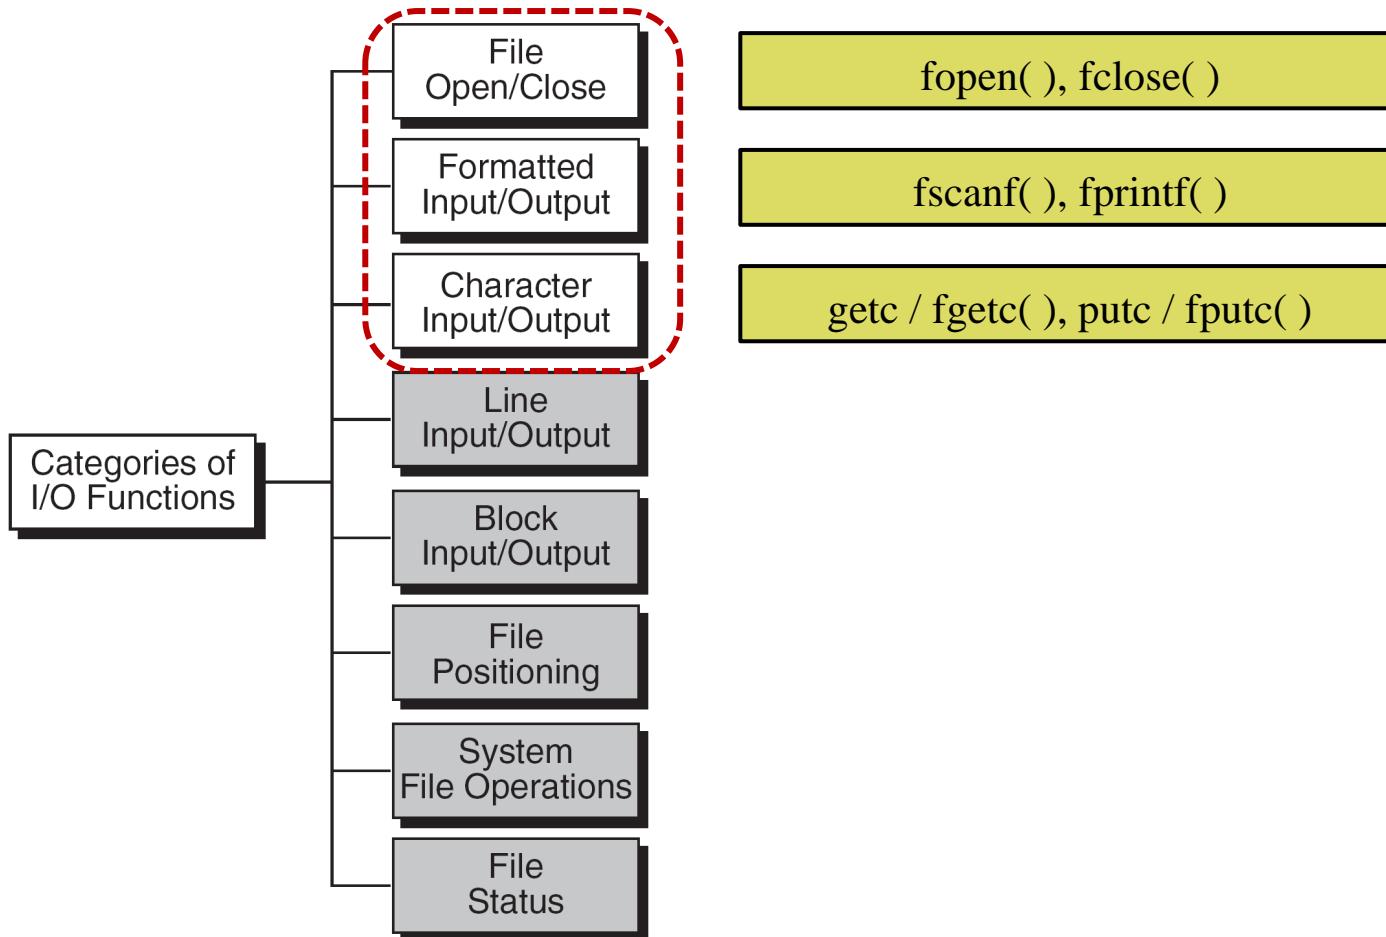 File
Open/Close
fopen( ), fclose( )
Formatted
Input/Output
fscanf( ), fprintf( )
Character
Input/Output
getc / fgetc( ), putc / fputc( )
Line
Input/Output
Categories of
I/O Functions
Block
Input/Output
File
Positioning
System
File Operations
File
Status